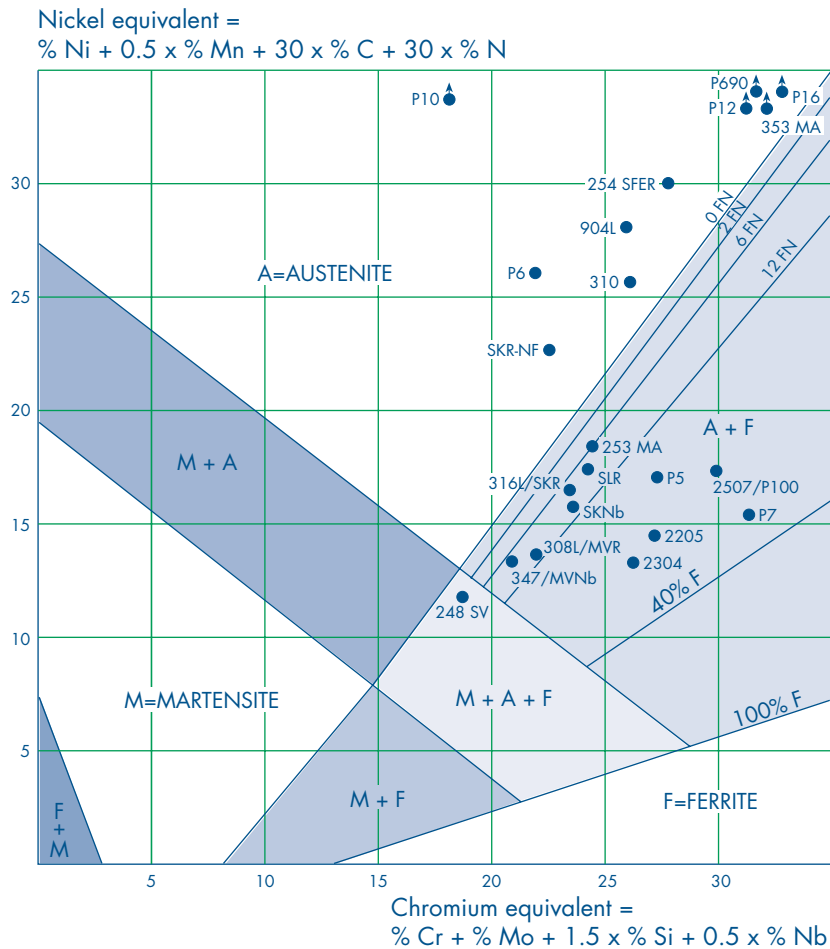 Nickel equivalent =
% Ni + 0.5 x % Mn + 30 x % C + 30 x % N
P10
P690
P12
P16
353 MA
30
254 SFER
0 FN
2 FN
6 FN
12 FN
904L
A=AUSTENITE
P6
310
25
SKR-NF
20
M + A
253 MA
A + F
316L/SKR
SLR
P5
2507/P100
SKNb
P7
15
308L/MVR
2205
347/MVNb
2304
40% F
248 SV
10
M=MARTENSITE
M + A + F
100% F
5
M + F
F=FERRITE
F
+
M
5
10
15
20
25
30
Chromium equivalent =
% Cr + % Mo + 1.5 x % Si + 0.5 x % Nb